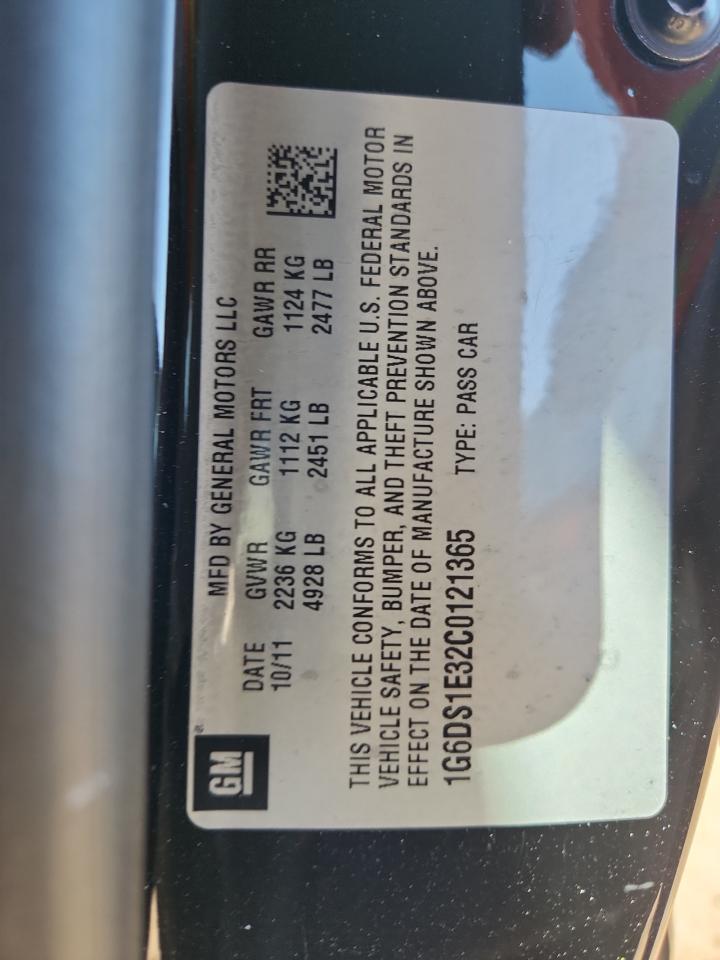 GM
MFD BY GENERAL MOTORS LLC
DATE GVWR GAWR FRT GAWR RR
10/11 2236 KG 1112 KG 1124 KG
4928 LB 2451 LB 2477 LB
THIS VEHICLE CONFORMS TO ALL APPLICABLE U.S. FEDERAL MOTOR
VEHICLE SAFETY, BUMPER, AND THEFT PREVENTION STANDARDS IN
EFFECT ON THE DATE OF MANUFACTURE SHOWN ABOVE.
1G6DS1E32C0121365 TYPE: PASS CAR